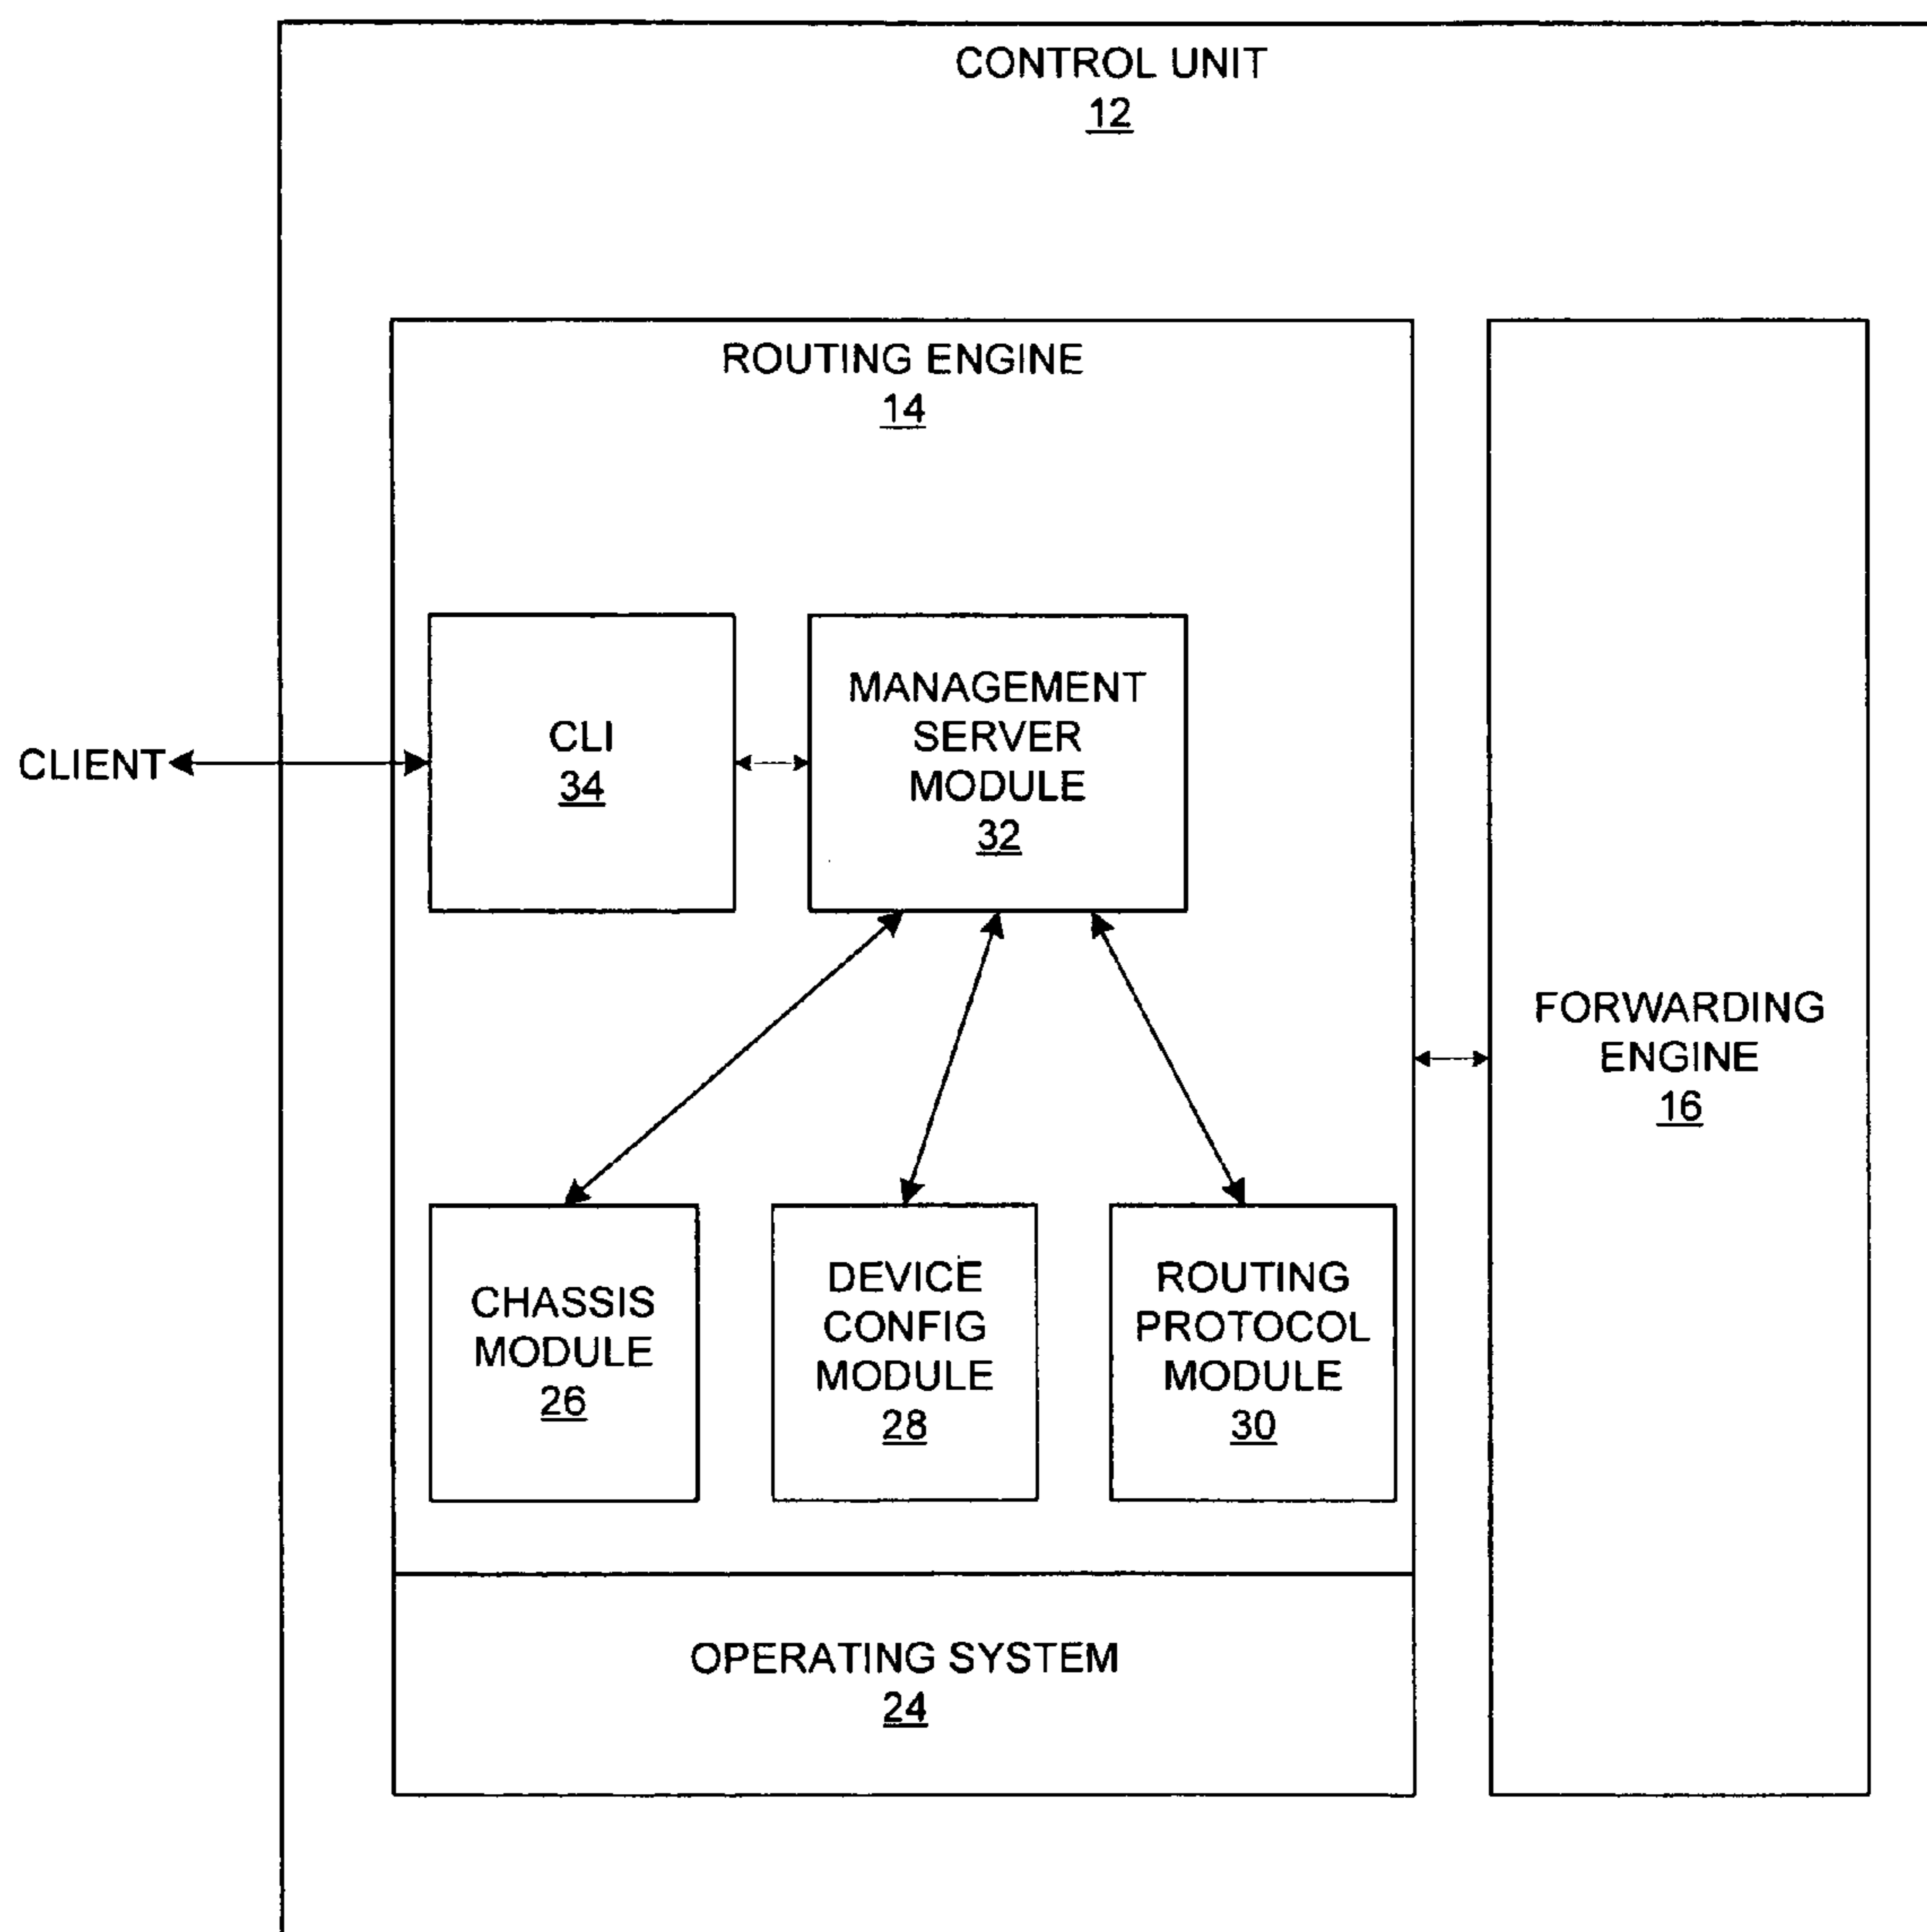 CONTROL UNIT
12
ROUTING ENGINE
14
CLIENT
CLI
34
MANAGEMENT
SERVER
MODULE
32
FORWARDING
ENGINE
16
CHASSIS
MODULE
26
DEVICE
CONFIG
MODULE
28
ROUTING
PROTOCOL
MODULE
30
OPERATING SYSTEM
24